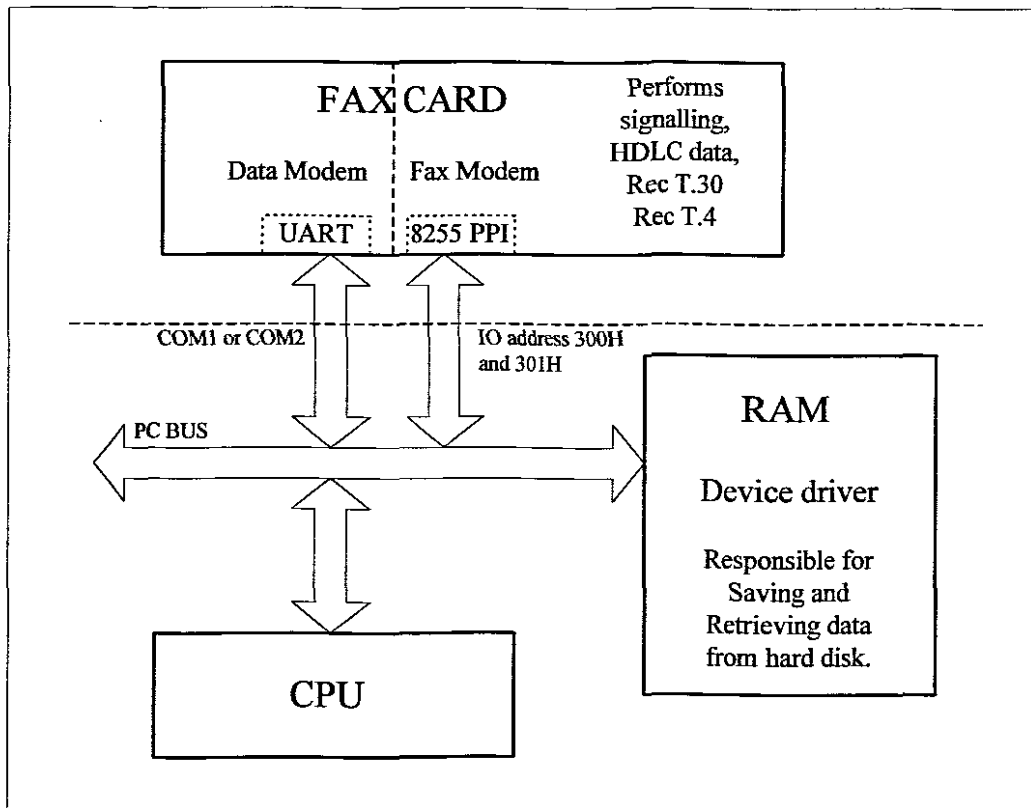 FAX CARD
Performs
signalling,
HDLC data,
Rec T.30
Rec T.4
Data Modem
Fax Modem
UART
8255 PPI
COM1 or COM2
IO address 300H
and 301H
PC BUS
RAM
Device driver
Responsible for
Saving and
Retrieving data
from hard disk.
CPU